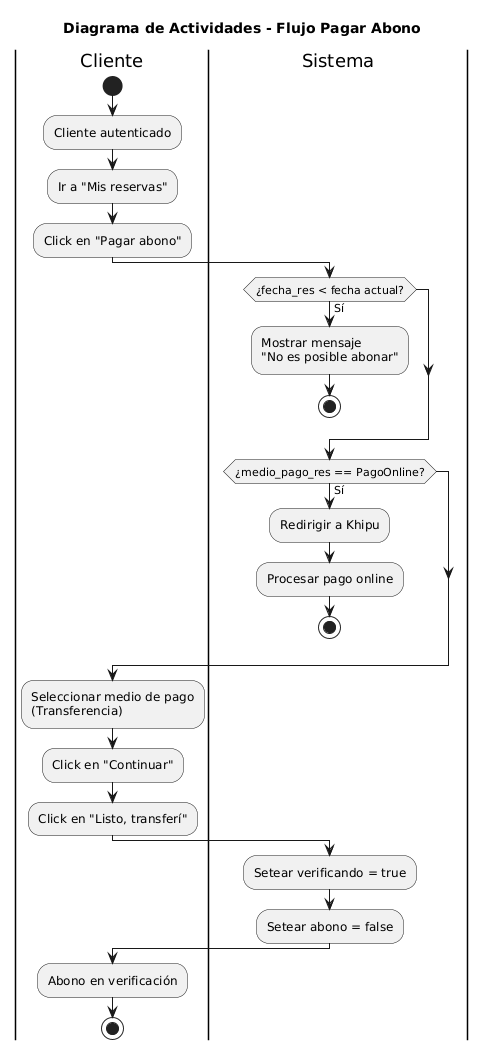 Diagrama de Actividades - Flujo Pagar Abono
Cliente
Sistema
Cliente autenticado
Ir a "Mis reservas"
Click en "Pagar abono"
¿fecha_res < fecha actual?
Sí
Mostrar mensaje
"No es posible abonar"
¿medio_pago_res == PagoOnline?
Sí
Redirigir a Khipu
Procesar pago online
Seleccionar medio de pago
(Transferencia)
Click en "Continuar"
Click en "Listo, transferí"
Setear verificando = true
Setear abono = false
Abono en verificación